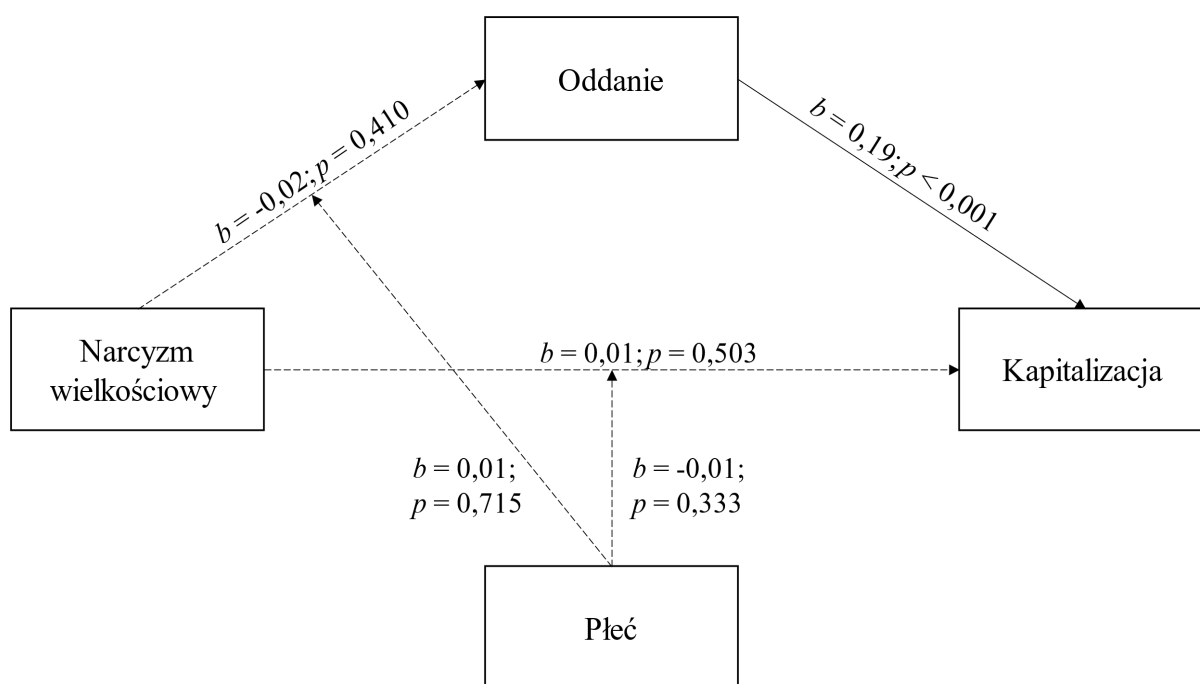 Oddanie
b = -0,02; p = 0,410
b = 0,19; p < 0,001
Narcyzm
wielkościowy
b = 0,01; p = 0,503
Kapitalizacja
b = 0,01;
p = 0,715
b = -0,01;
p = 0,333
Płeć